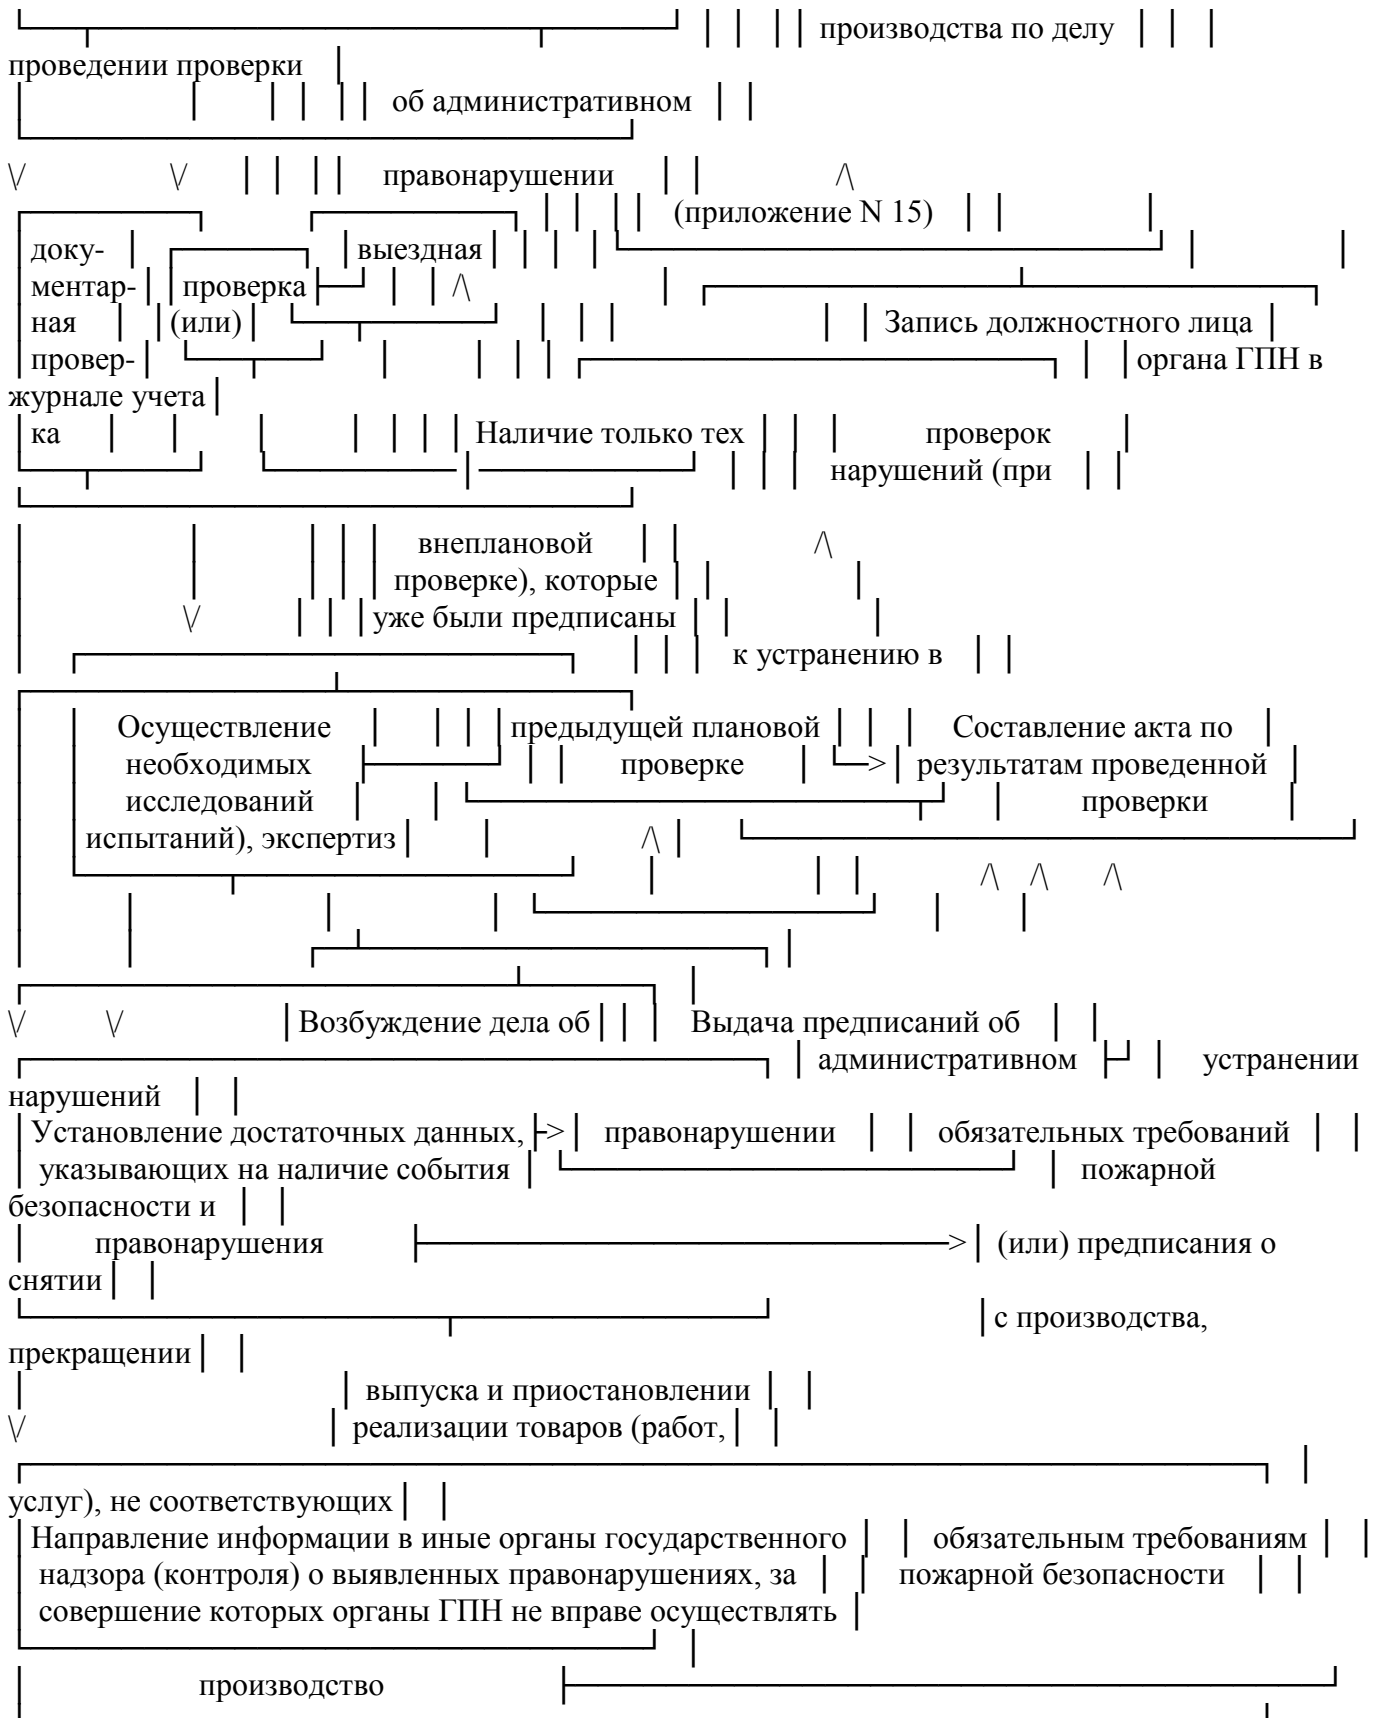 производства по делу
проведении проверки
об административном
правонарушении
(приложение N 15)
доку- выездная
ментар- проверка
ная (или) Запись должностного лица
провер- органа ГПН в
журнале учета
ка Наличие только тех проверок
нарушений (при
внеплановой
проверке), которые
уже были предписаны
к устранению в
Осуществление предыдущей плановой Составление акта по
необходимых проверке > результатам проведенной
исследований проверки
испытаний), экспертиз
Возбуждение дела об Выдача предписаний об
административном устранении
нарушений
Установление достаточных данных, > правонарушении обязательных требований
указывающих на наличие события пожарной
безопасности и
правонарушения > (или) предписания о
снятии
с производства,
прекращении
выпуска и приостановлении
реализации товаров (работ,
услуг), не соответствующих
Направление информации в иные органы государственного обязательным требованиям
надзора (контроля) о выявленных правонарушениях, за пожарной безопасности
совершение которых органы ГПН не вправе осуществлять
производство